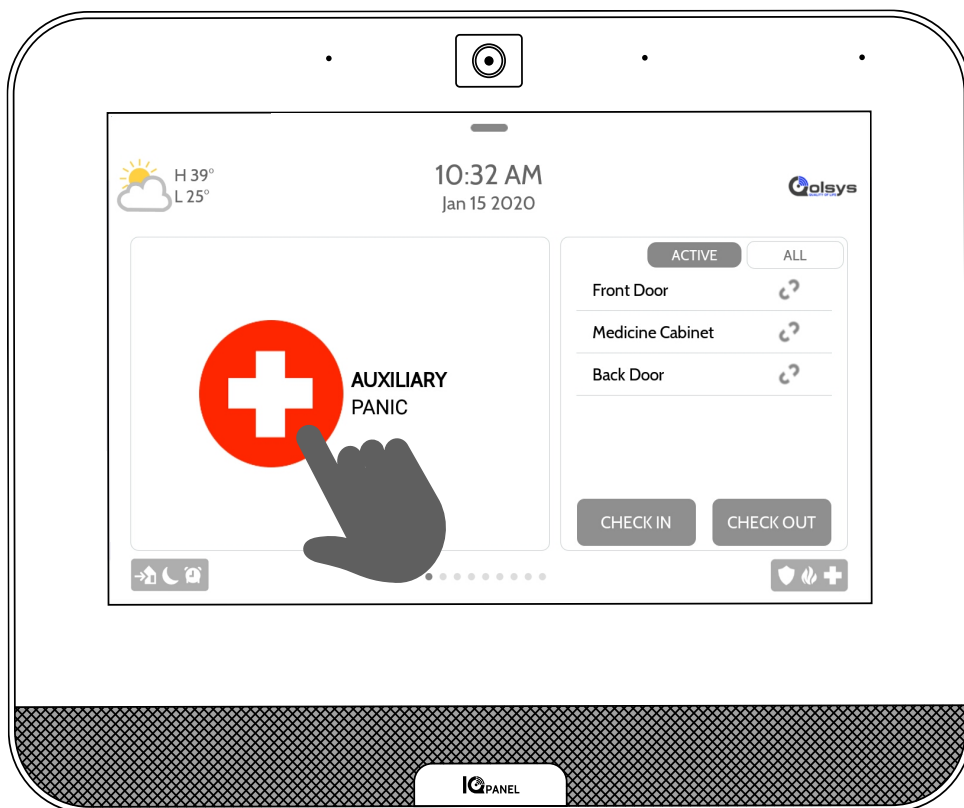 H 39°
L 25°
10:32 AM
Jan 15 2020
Qolsys
AUXILIARY
PANIC
ACTIVE
ALL
Front Door
Medicine Cabinet
Back Door
CHECK IN
CHECK OUT
IQ PANEL